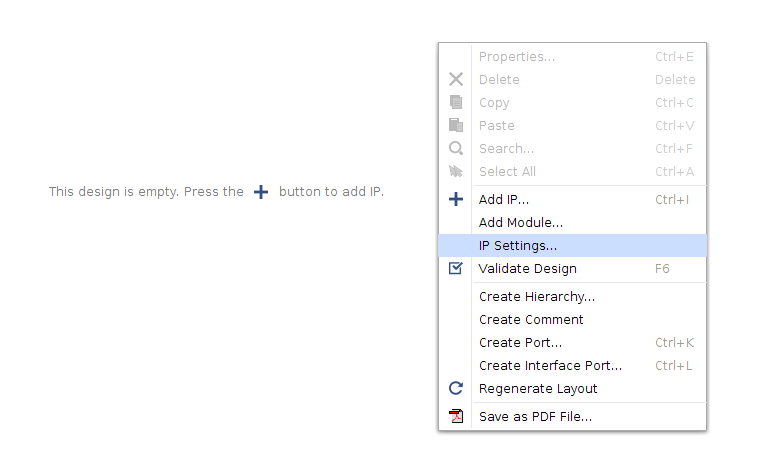 This design is empty. Press the button to add IP.
Properties... Ctrl+E
Delete Delete
Copy Ctrl+C
Paste Ctrl+V
Search... Ctrl+F
Select All Ctrl+A
Add IP... Ctrl+I
Add Module...
IP Settings...
Validate Design F6
Create Hierarchy...
Create Comment
Create Port... Ctrl+K
Create Interface Port... Ctrl+L
Regenerate Layout
Save as PDF File...